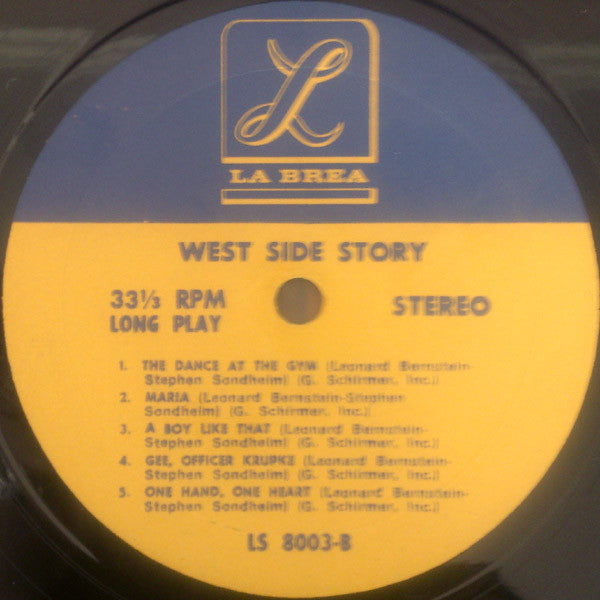 L
LA BREA
WEST SIDE STORY
33⅓ RPM
LONG PLAY
STEREO
1. THE DANCE AT THE GYM (Leonard Bernstein-
Stephen Sondheim) (G. Schirmer, Inc.)
2. MARIA (Leonard Bernstein-Stephen
Sondheim) (G. Schirmer, Inc.)
3. A BOY LIKE THAT (Leonard Bernstein-
Stephen Sondheim) (G. Schirmer, Inc.)
4. GEE, OFFICER KRUPKE (Leonard Bernstein-
Stephen Sondheim) (G. Schirmer, Inc.)
5. ONE HAND, ONE HEART (Leonard Bernstein-
Stephen Sondheim) (G. Schirmer, Inc.)
LS 8003-B